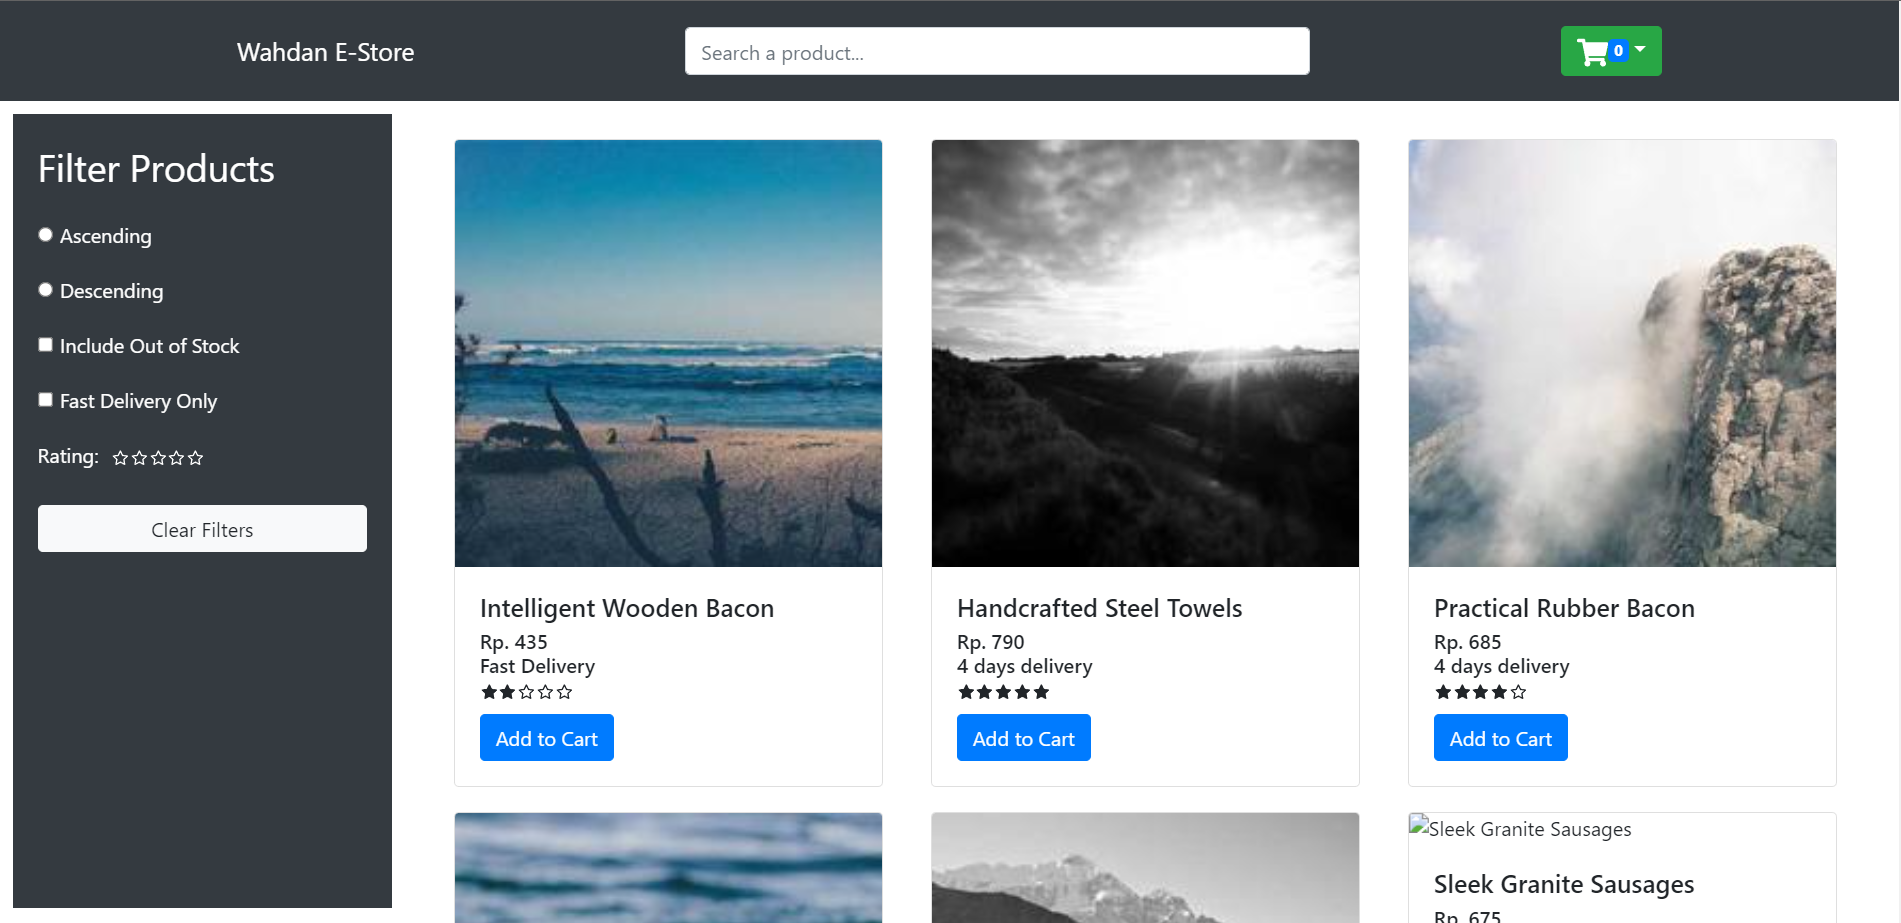 Wahdan E-Store
Search a product...
0
Filter Products
Ascending
Descending
Include Out of Stock
Fast Delivery Only
Rating:
Clear Filters
Intelligent Wooden Bacon
Rp. 435
Fast Delivery
Add to Cart
Handcrafted Steel Towels
Rp. 790
4 days delivery
Add to Cart
Practical Rubber Bacon
Rp. 685
4 days delivery
Add to Cart
Sleek Granite Sausages
Sleek Granite Sausages
Rp. 675